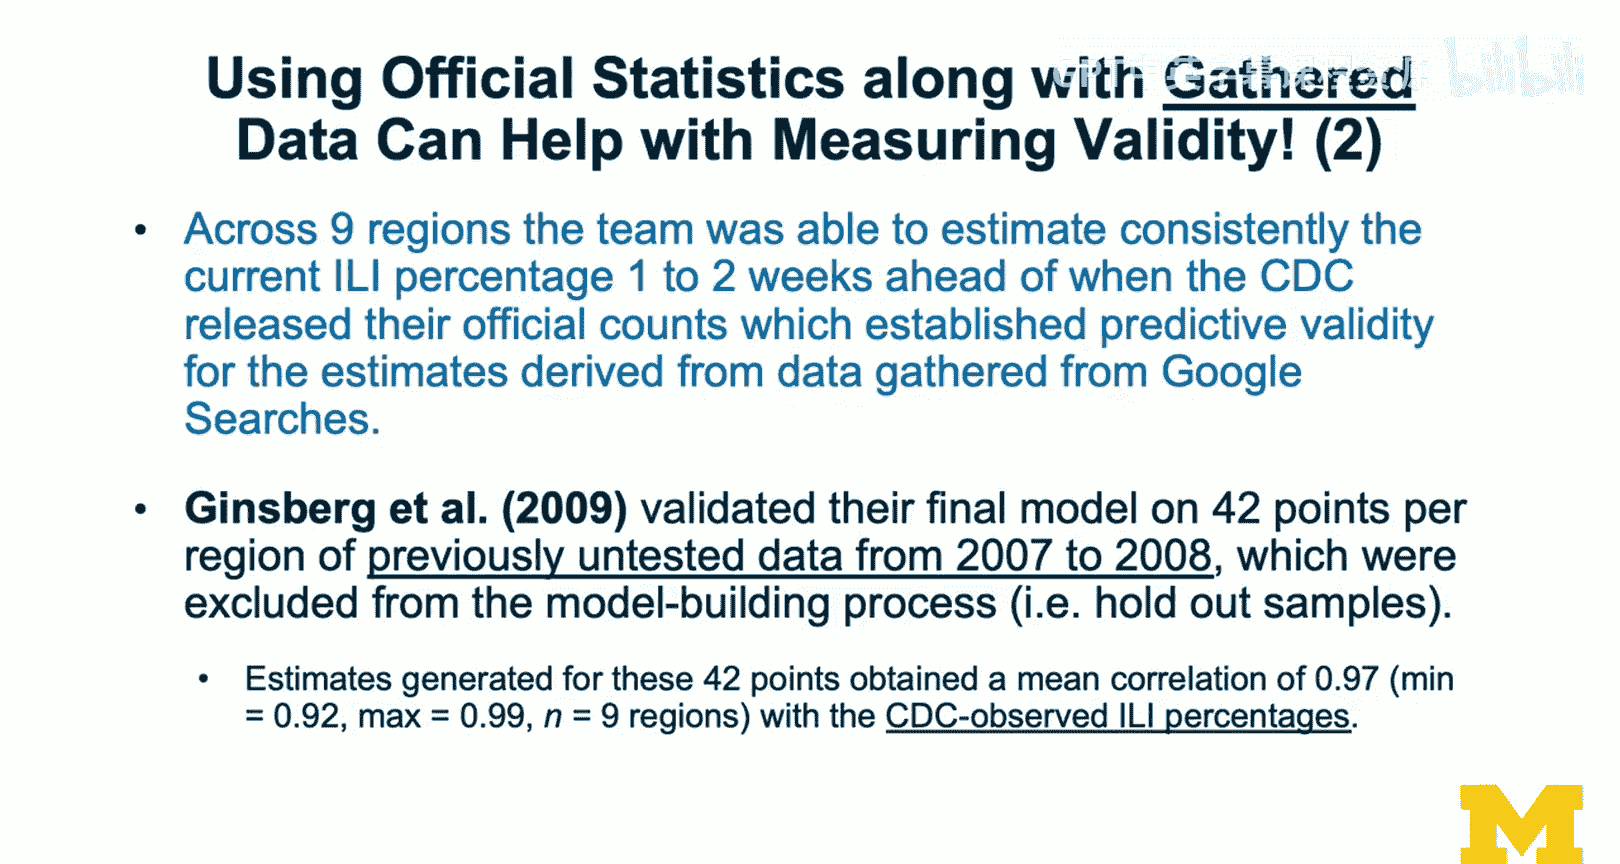 Using Official Statistics along with Gathered
Data Can Help with Measuring Validity! (2)
• Across 9 regions the team was able to estimate consistently the
current ILI percentage 1 to 2 weeks ahead of when the CDC
released their official counts which established predictive validity
for the estimates derived from data gathered from Google
Searches.
• Ginsberg et al. (2009) validated their final model on 42 points per
region of previously untested data from 2007 to 2008, which were
excluded from the model-building process (i.e. hold out samples).
• Estimates generated for these 42 points obtained a mean correlation of 0.97 (min
= 0.92, max = 0.99, n = 9 regions) with the CDC-observed ILI percentages.
bilibili
M